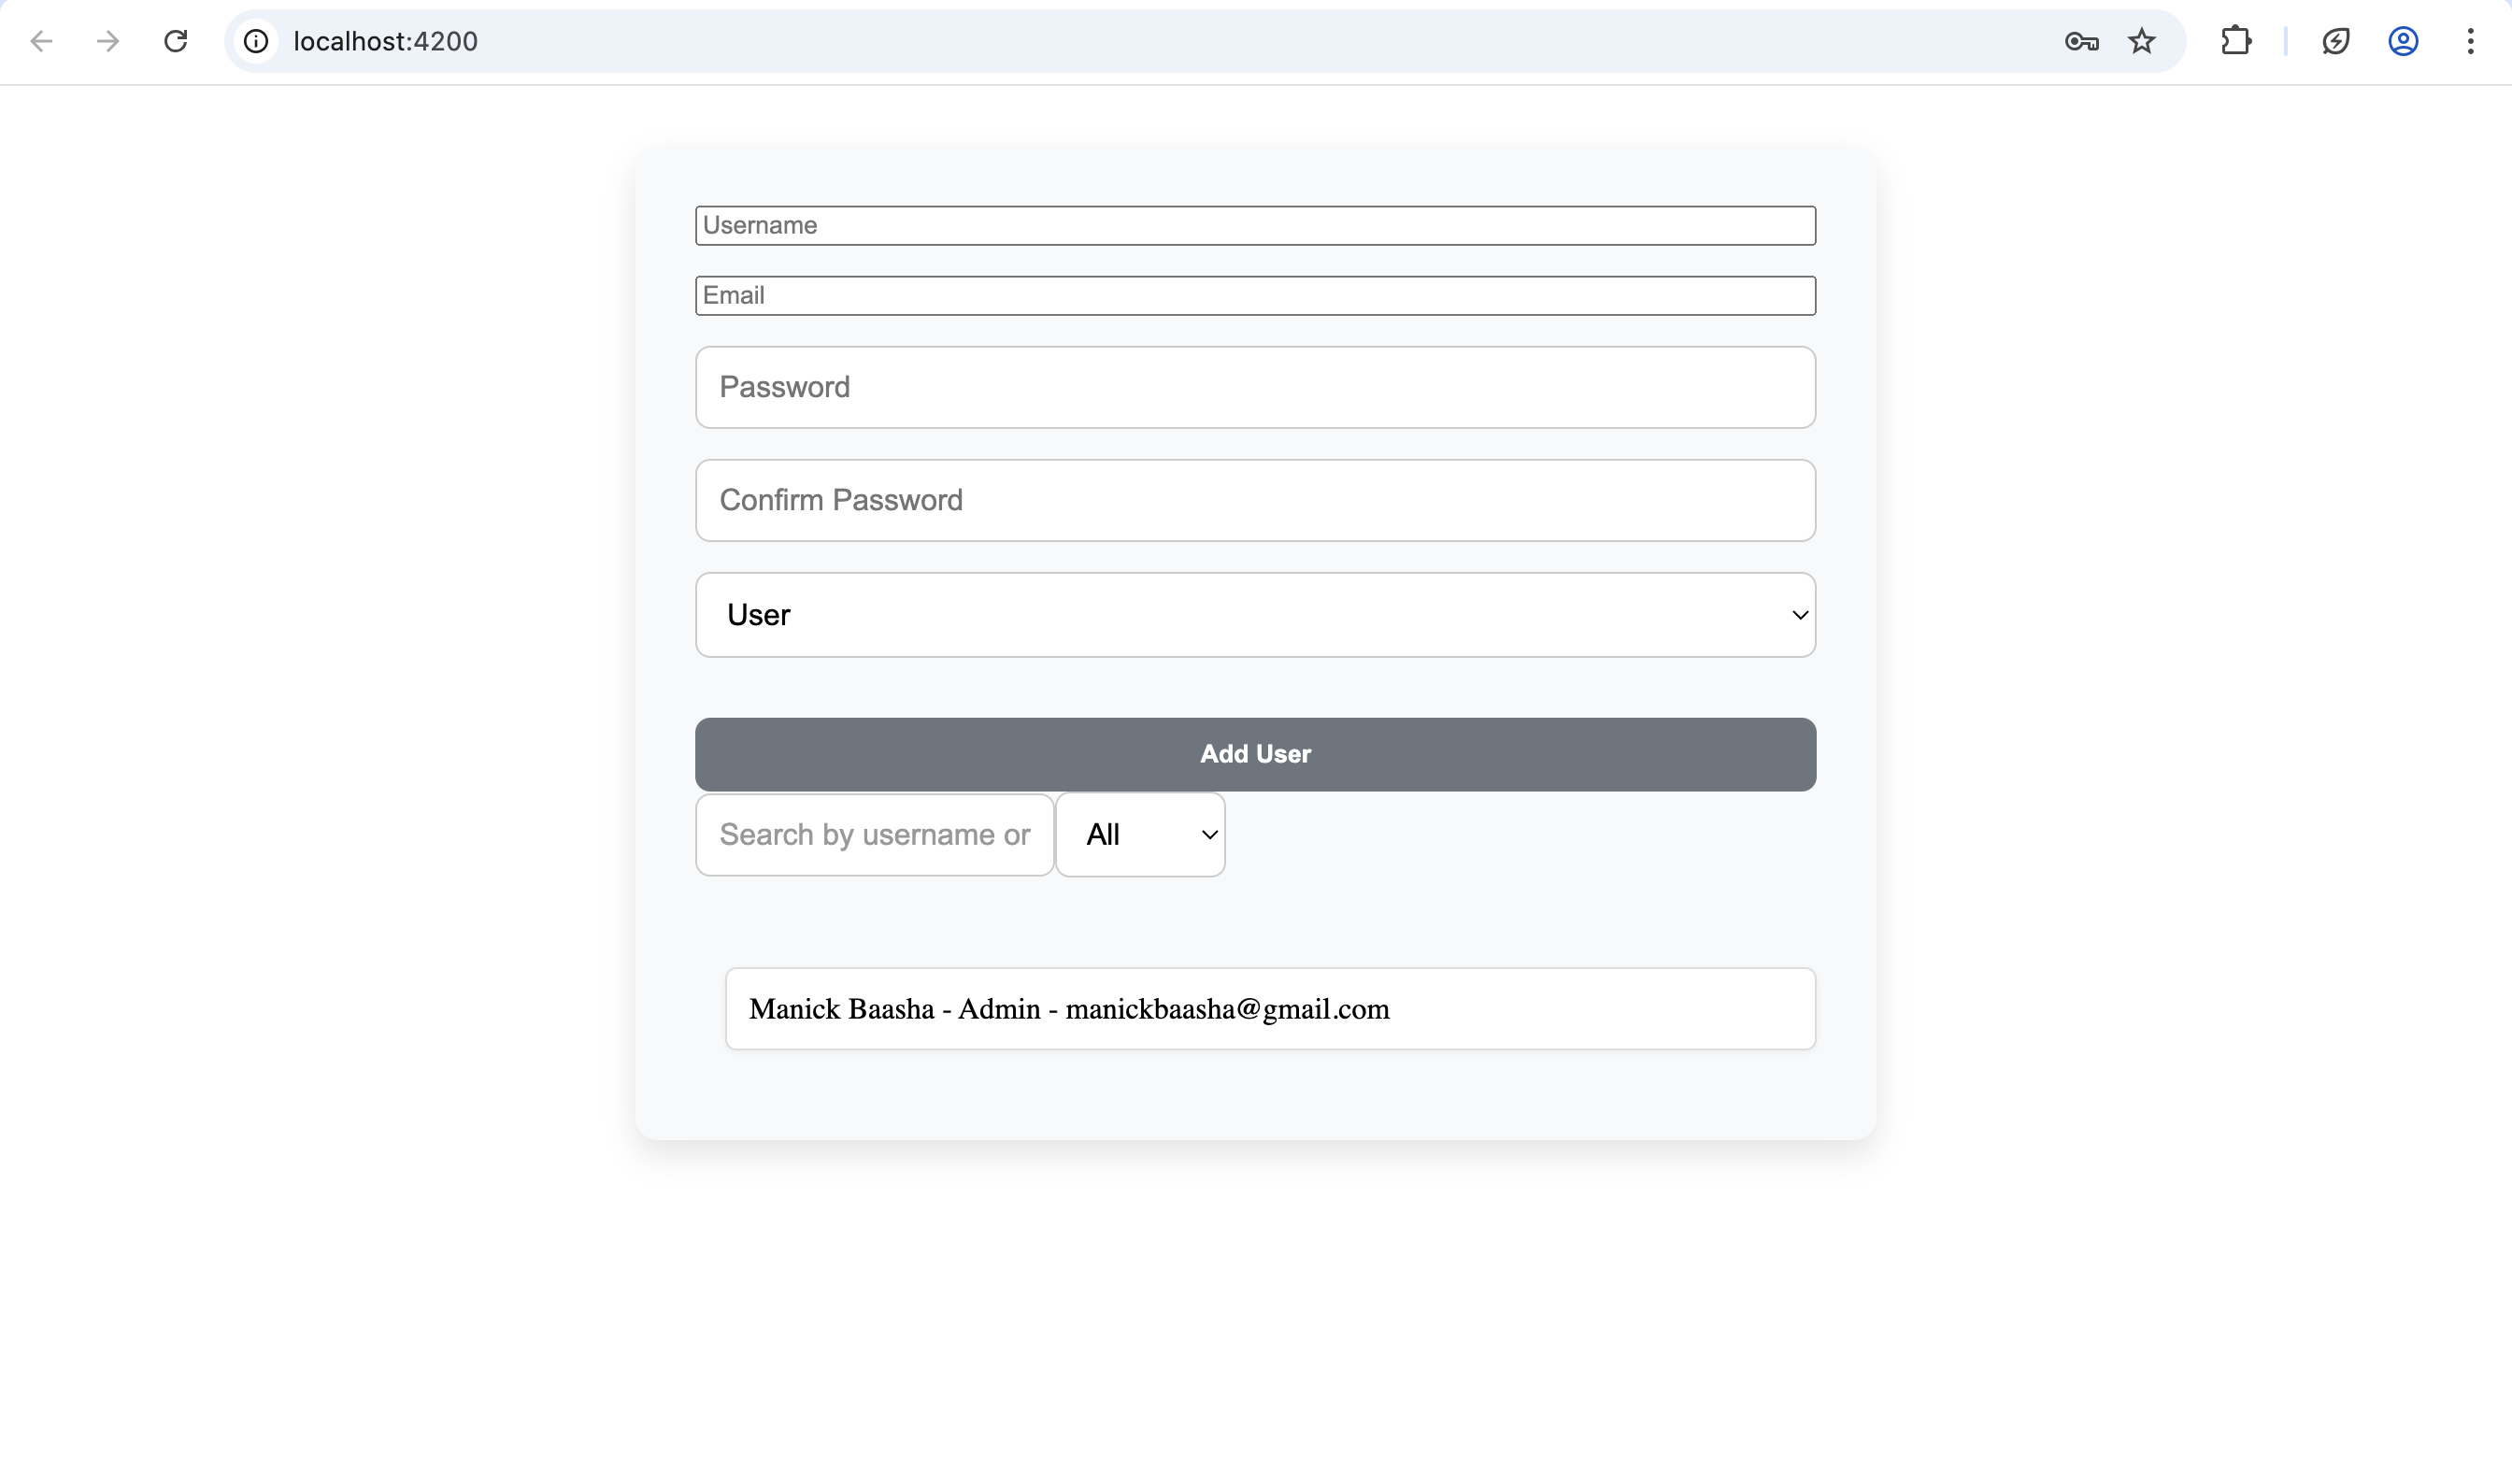 localhost:4200
Username
Email
Password
Confirm Password
User
Add User
Search by username or
All
Manick Baasha - Admin - manickbaasha@gmail.com